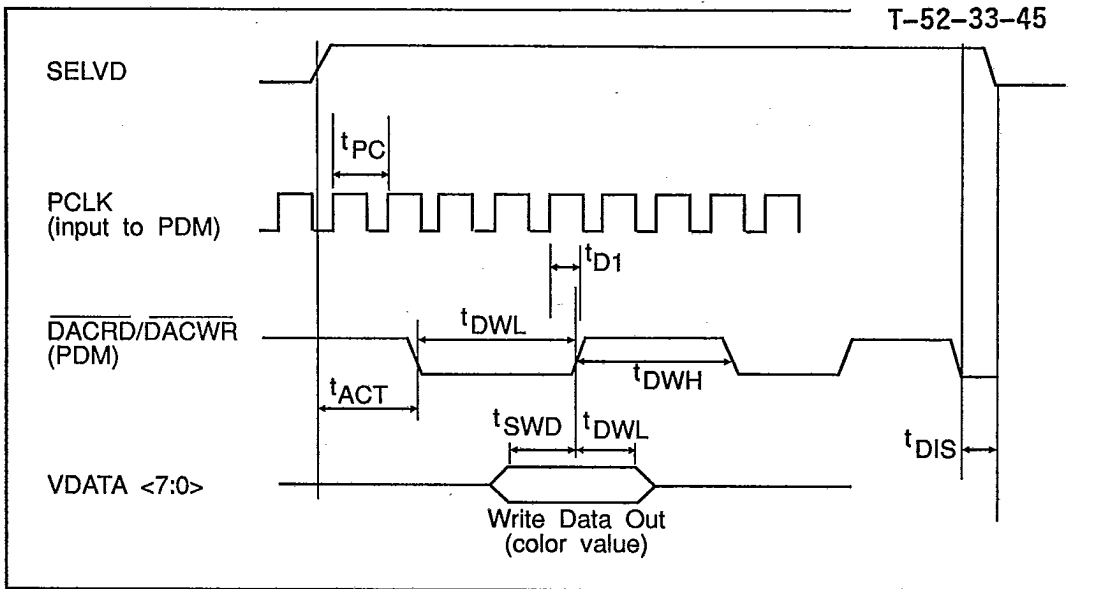 T-52-33-45
SELVD
tPC
PCLK
(input to PDM)
tD1
DACRD/DACWR
(PDM)
tDWL
tDWH
tACT
tSWD
tDWL
tDIS
VDATA <7:0>
Write Data Out
(color value)